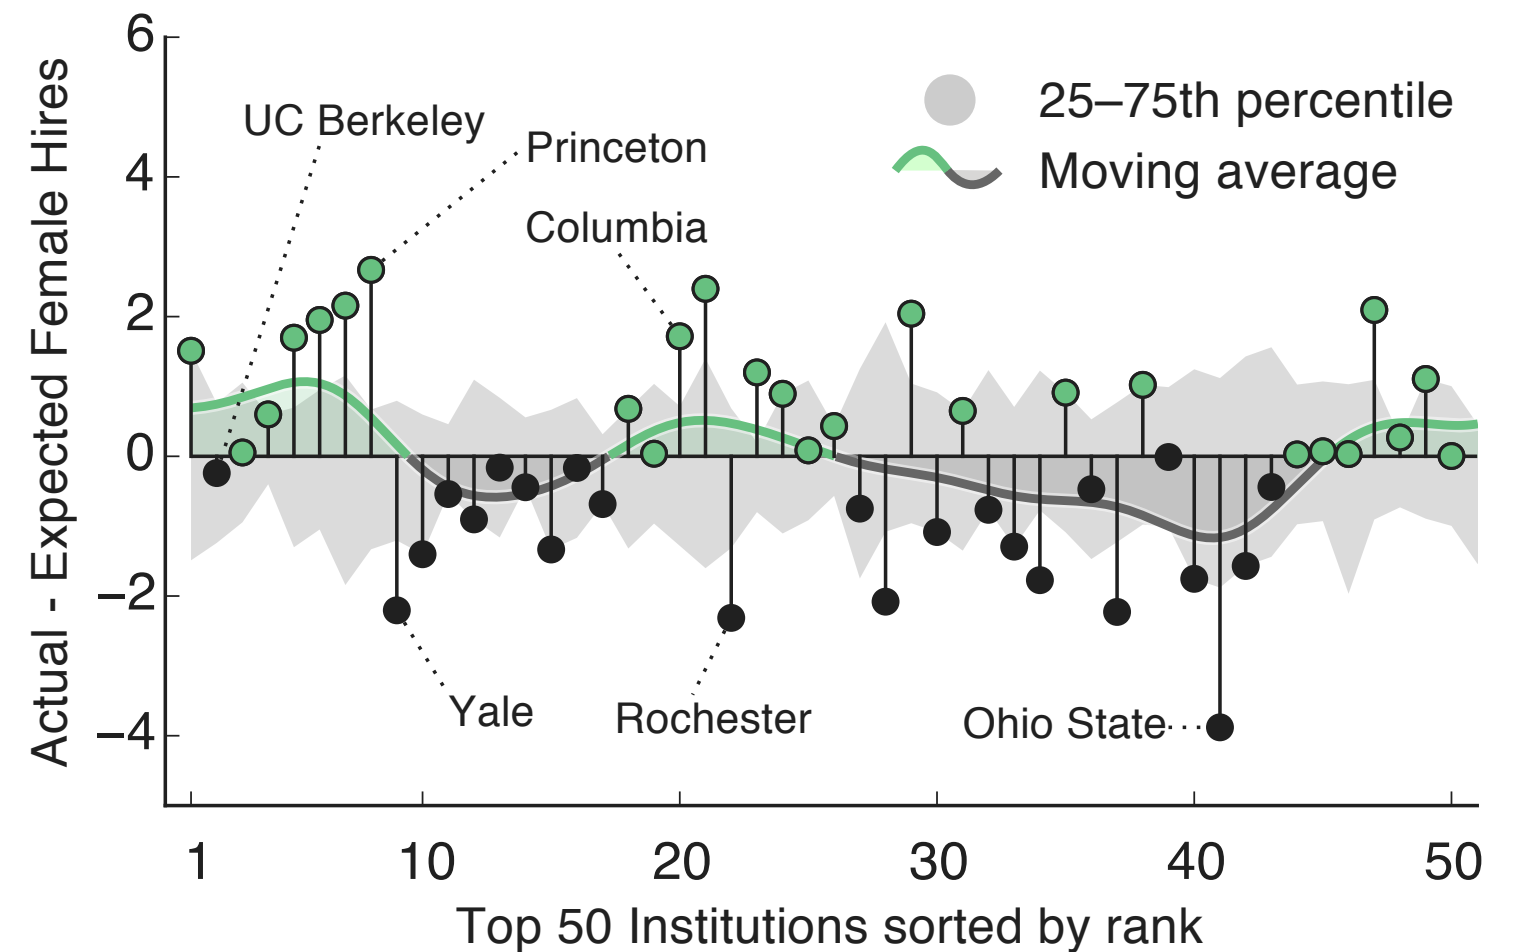 6
4
2
0
−2
−4
Actual - Expected Female Hires
UC Berkeley
Princeton
Columbia
25–75th percentile
Moving average
Yale
Rochester
Ohio State
1 10 20 30 40 50
Top 50 Institutions sorted by rank